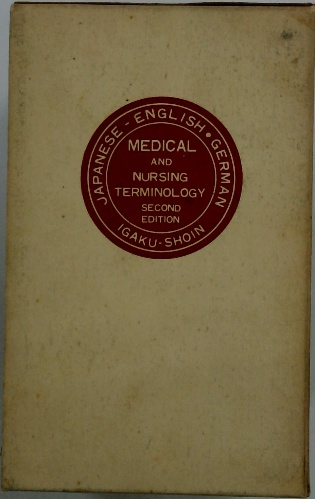 JAPANESE - ENGLISH • GERMAN
MEDICAL
AND
NURSING
TERMINOLOGY
SECOND
EDITION
IGAKU-SHOIN